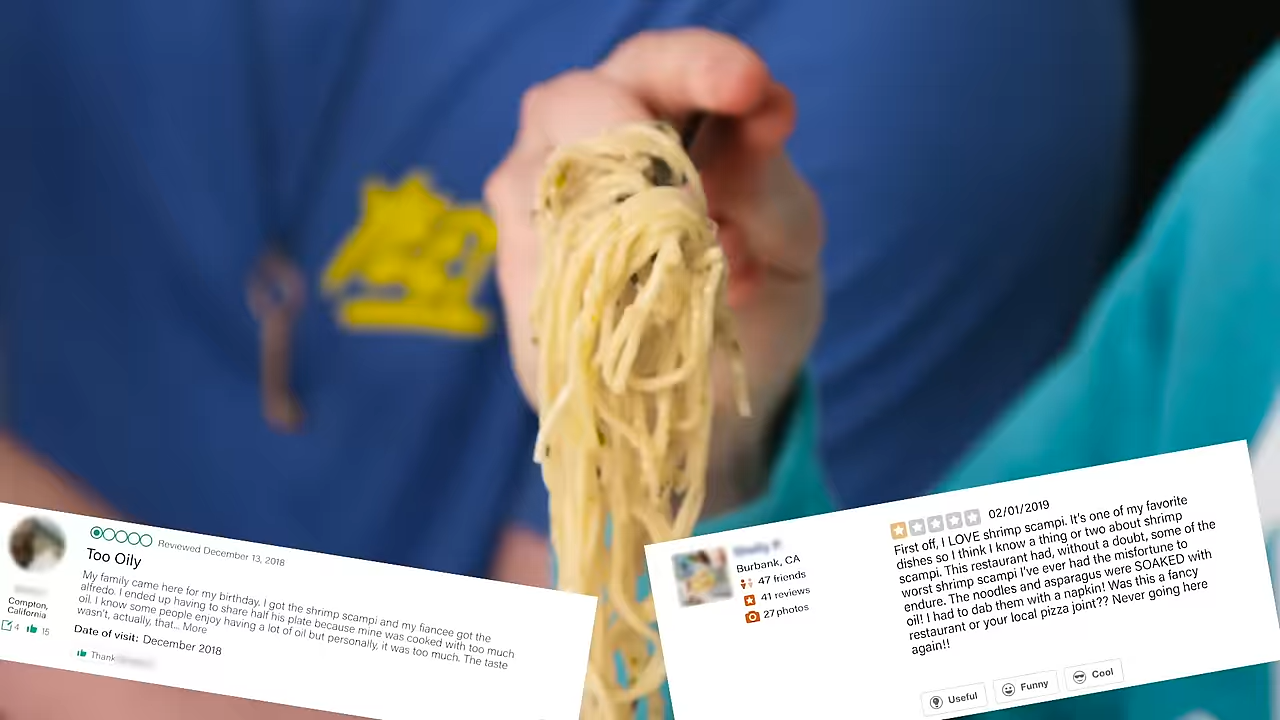 Reviewed December 13, 2018
Too Oily
My family came here for my birthday. I got the shrimp scampi and my fiancee got the
alfredo. I ended up having to share half his plate because mine was cooked with too much
oil. I know some people enjoy having a lot of oil but personally, it was too much. The taste
wasn't, actually, that... More
Compton,
California
4 15
Date of visit: December 2018
Thank
02/01/2019
First off, I LOVE shrimp scampi. It's one of my favorite
dishes so I think I know a thing or two about shrimp
scampi. This restaurant had, without a doubt, some of the
worst shrimp scampi I've ever had the misfortune to
endure. The noodles and asparagus were SOAKED with
oil! I had to dab them with a napkin! Was this a fancy
restaurant or your local pizza joint?? Never going here
again!!
Burbank, CA
47 friends
41 reviews
27 photos
Useful
Funny
Cool